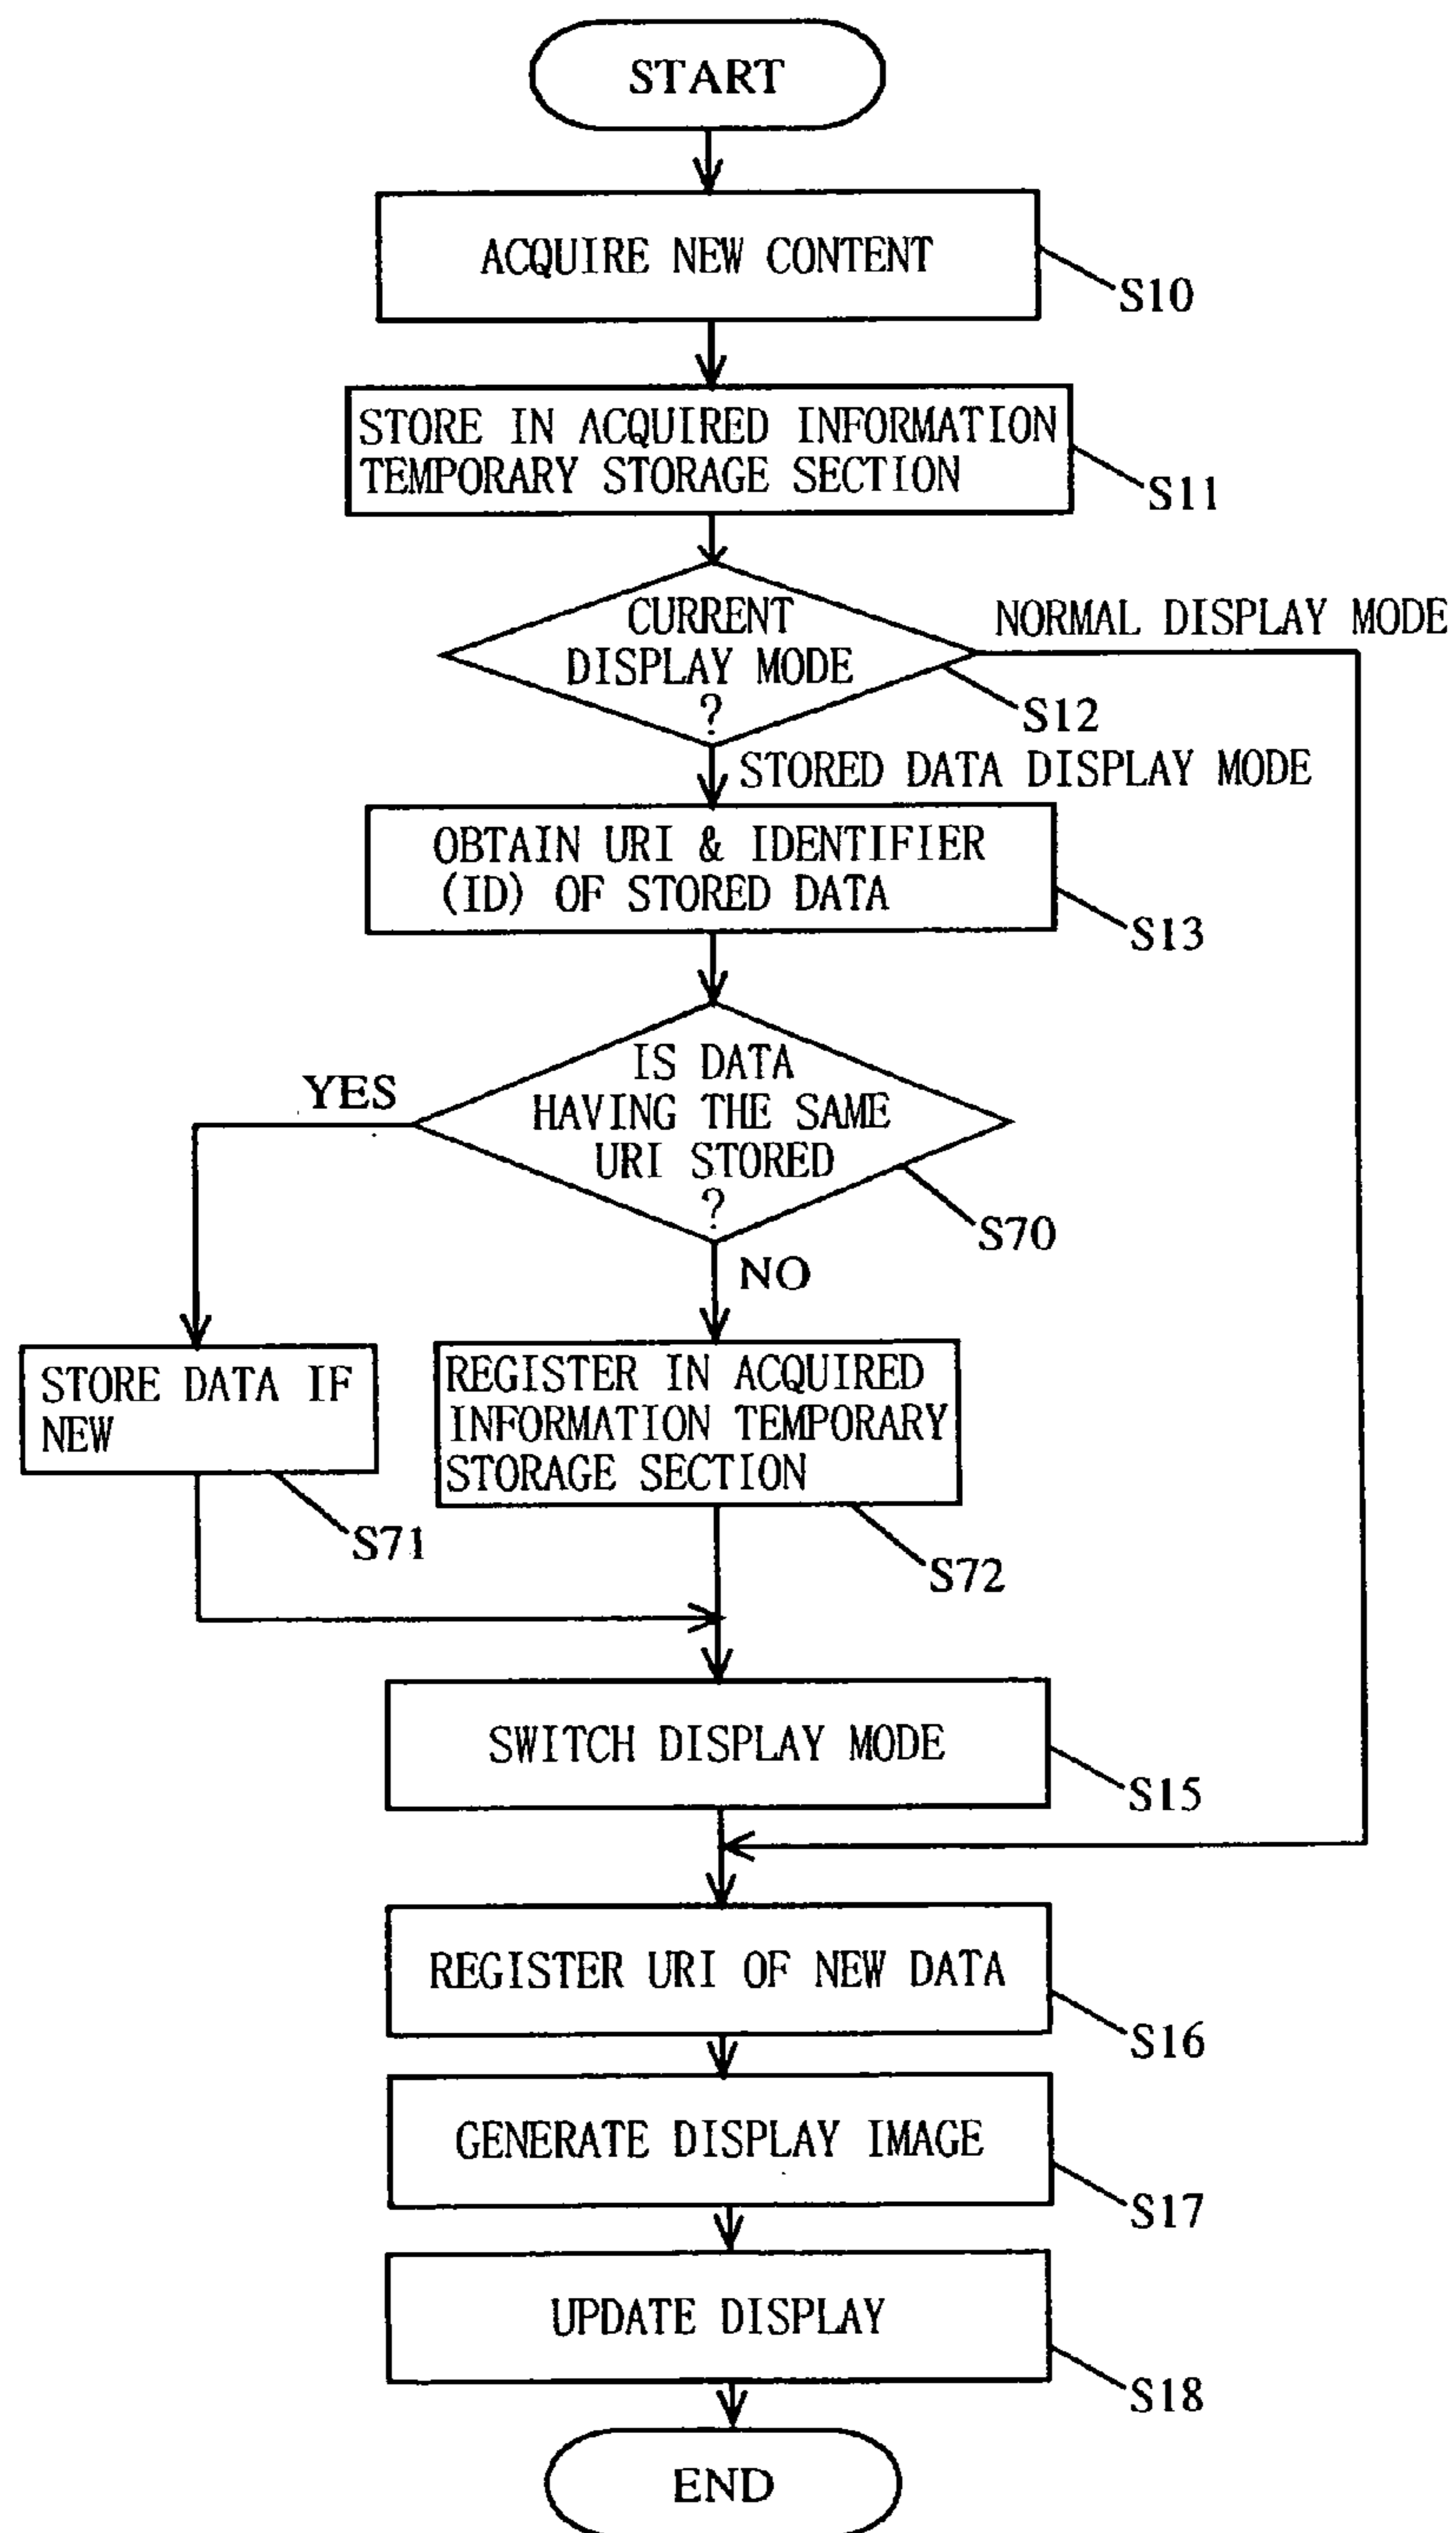 START
ACQUIRE NEW CONTENT
S10
STORE IN ACQUIRED INFORMATION
TEMPORARY STORAGE SECTION
S11
CURRENT
DISPLAY MODE
?
NORMAL DISPLAY MODE
S12
STORED DATA DISPLAY MODE
OBTAIN URI & IDENTIFIER
(ID) OF STORED DATA
S13
IS DATA
HAVING THE SAME
URI STORED
?
YES
S70
NO
STORE DATA IF
NEW
S71
REGISTER IN ACQUIRED
INFORMATION TEMPORARY
STORAGE SECTION
S72
SWITCH DISPLAY MODE
S15
REGISTER URI OF NEW DATA
S16
GENERATE DISPLAY IMAGE
S17
UPDATE DISPLAY
S18
END